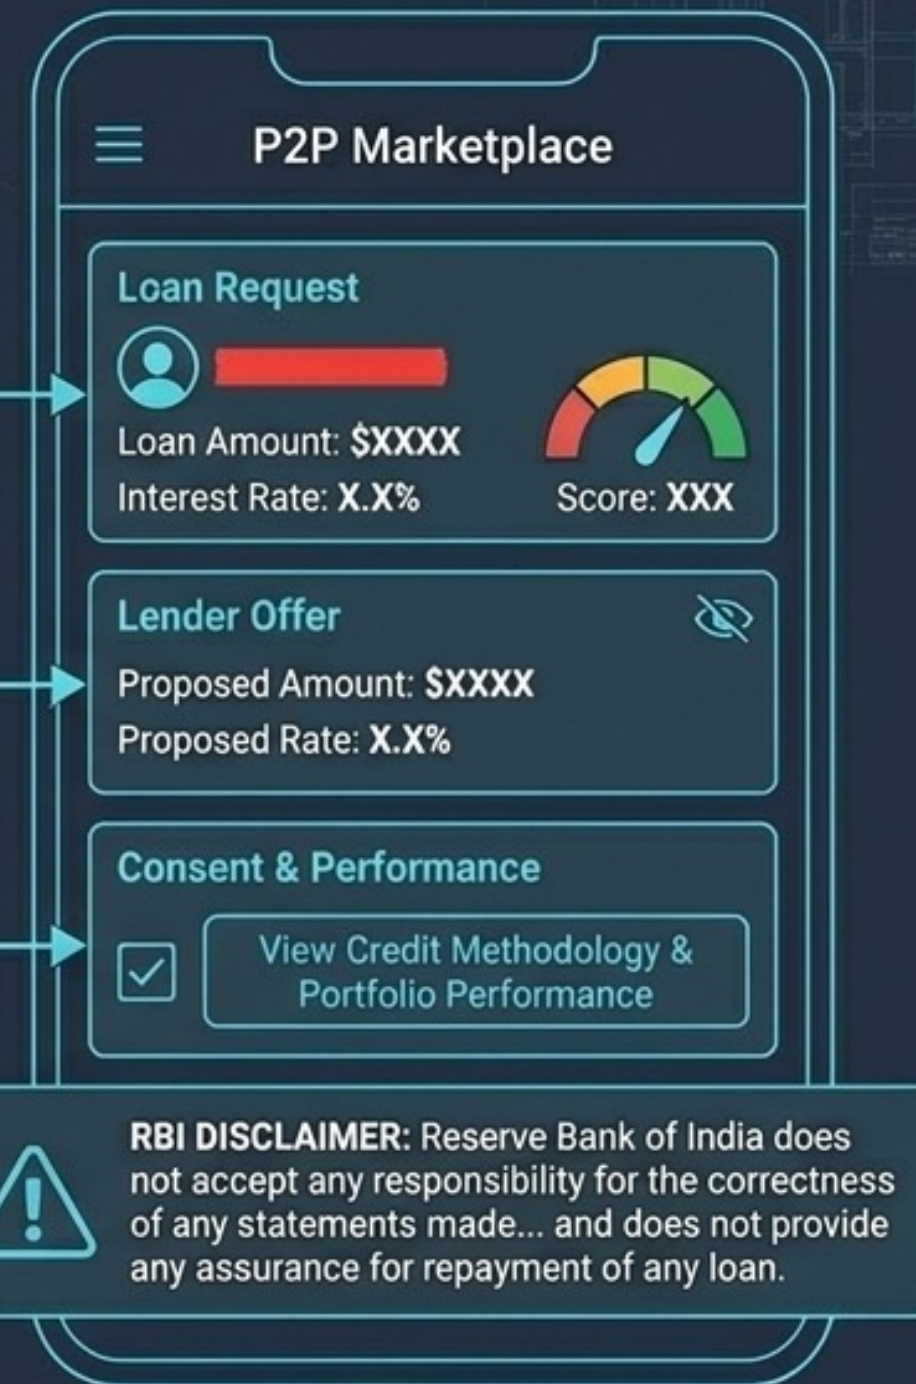 P2P Marketplace
Loan Request
Loan Amount: $XXXX
Interest Rate: X.X%
Score: XXX
Lender Offer
Proposed Amount: $XXXX
Proposed Rate: X.X%
Consent & Performance
View Credit Methodology &
Portfolio Performance
RBI DISCLAIMER: Reserve Bank of India does
not accept any responsibility for the correctness
of any statements made... and does not provide
any assurance for repayment of any loan.